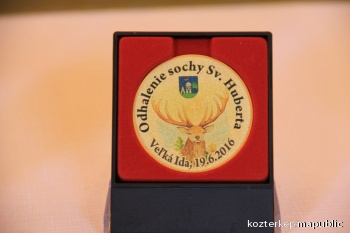 Odhalenie sochy Sv. Huberta
Veľká Ida, 19.6.2016
kozterkep.mapublic